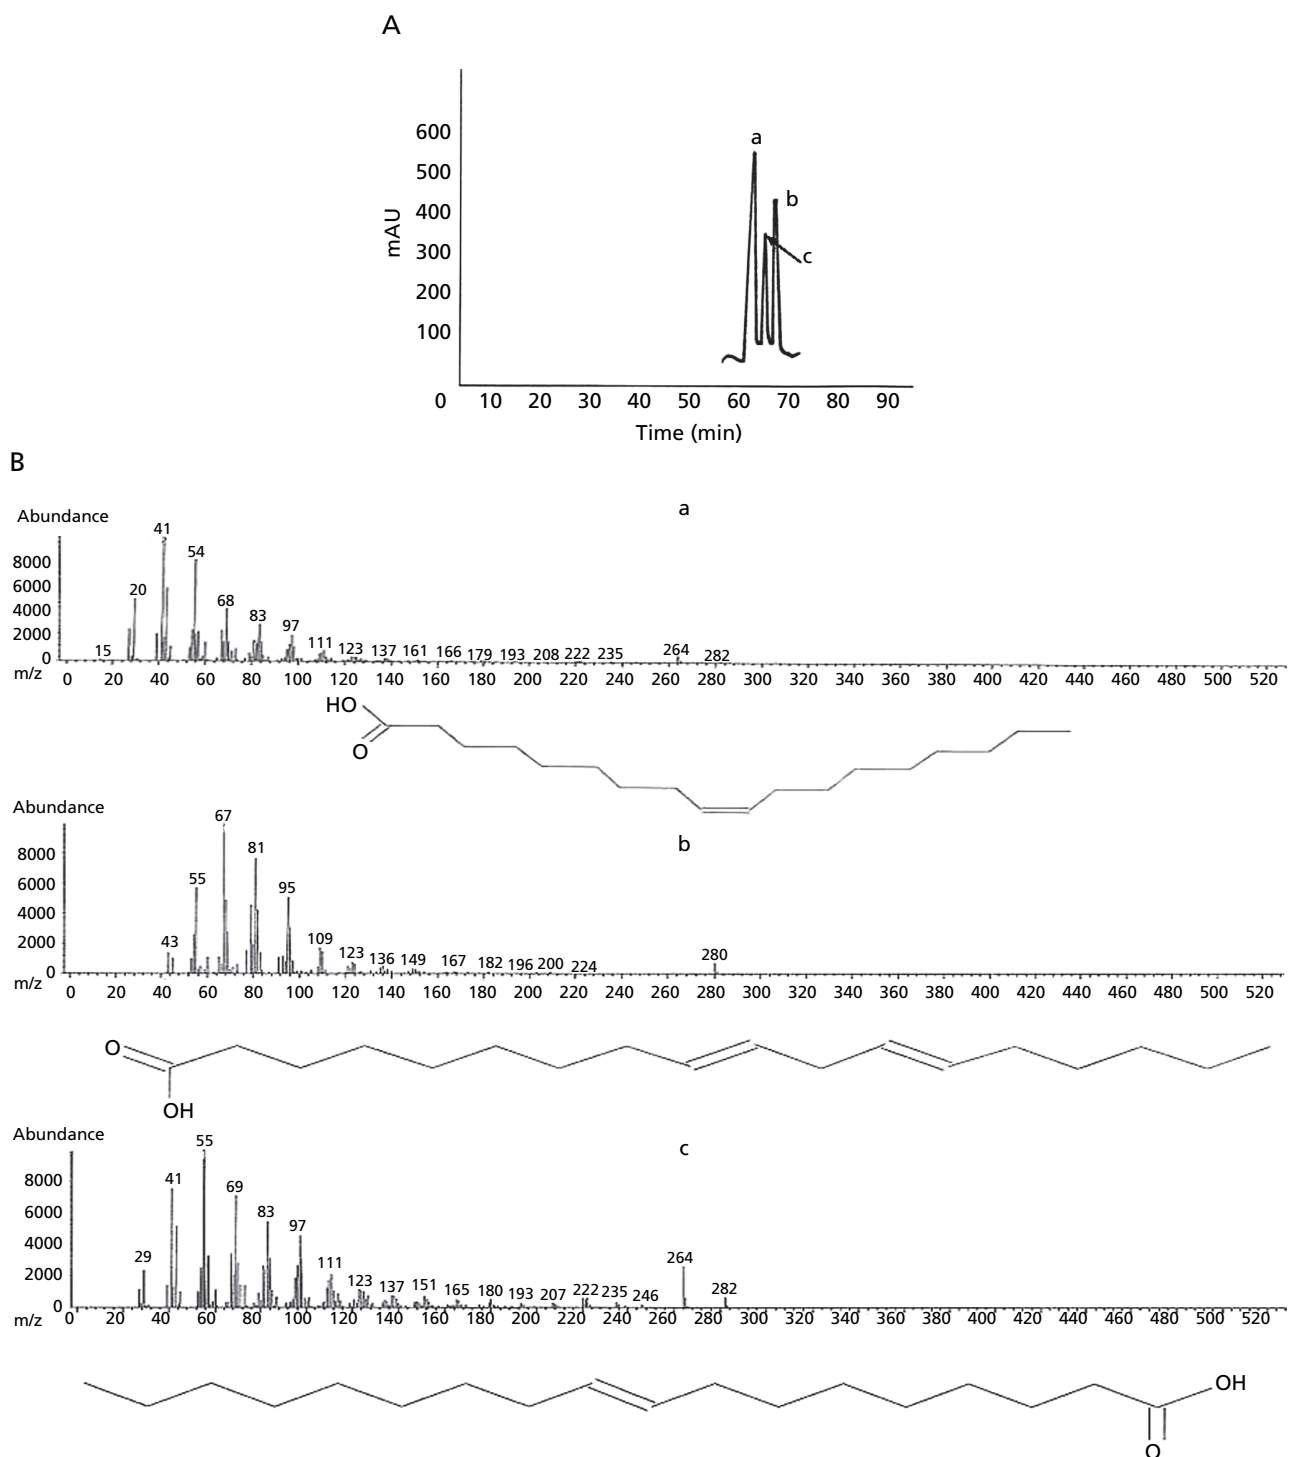 A
600
500
400
300
200
100
0 10 20 30 40 50 60 70 80 90
mAU
Time (min)
a
b
c
B
a
Abundance
8000
6000
4000
2000
0
15 20 41 54 68 83 97 111 123 137 161 166 179 193 208 222 235 264 282
m/z 0 20 40 60 80 100 120 140 160 180 200 220 240 260 280 300 320 340 360 380 400 420 440 460 480 500 520
HO
O
Abundance
b
8000
6000
4000
2000
0
43 55 67 81 95 109 123 136 149 167 182 196 200 224 280
m/z 0 20 40 60 80 100 120 140 160 180 200 220 240 260 280 300 320 340 360 380 400 420 440 460 480 500 520
O
OH
Abundance
c
8000
6000
4000
2000
0
29 41 55 69 83 97 111 123 137 151 165 180 193 207 222 235 246 264 282
m/z 0 20 40 60 80 100 120 140 160 180 200 220 240 260 280 300 320 340 360 380 400 420 440 460 480 500 520
OH
O